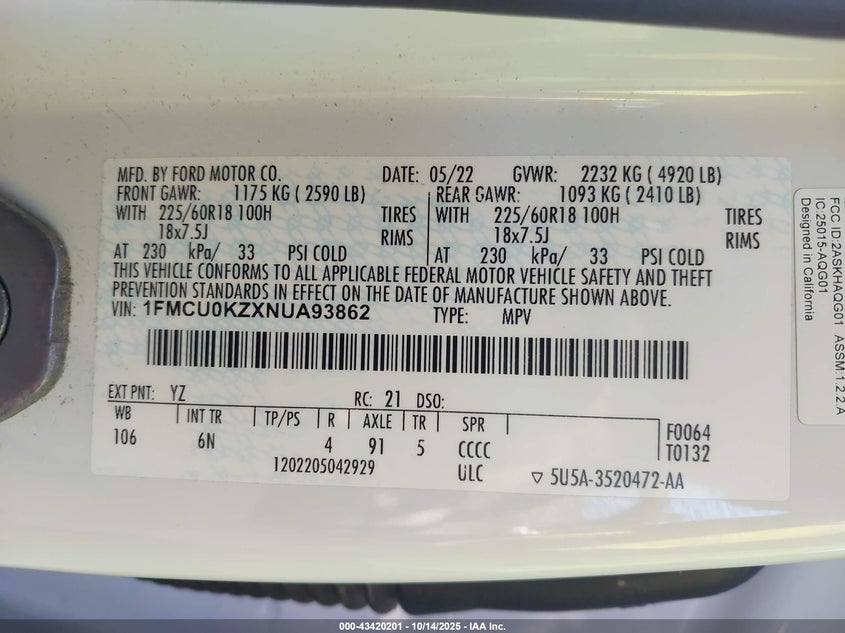 MFD. BY FORD MOTOR CO. DATE: 05/22 GVWR: 2232 KG ( 4920 LB)
FRONT GAWR: 1175 KG ( 2590 LB) REAR GAWR: 1093 KG ( 2410 LB)
WITH 225/60R18 100H TIRES WITH 225/60R18 100H TIRES
18x7.5J RIMS 18x7.5J RIMS
AT 230 kPa/ 33 PSI COLD AT 230 kPa/ 33 PSI COLD
THIS VEHICLE CONFORMS TO ALL APPLICABLE FEDERAL MOTOR VEHICLE SAFETY AND THEFT
PREVENTION STANDARDS IN EFFECT ON THE DATE OF MANUFACTURE SHOWN ABOVE.
VIN: 1FMCU0KZXNUA93862 TYPE: MPV
EXT PNT: YZ RC: 21 DSO:
WB INT TR TP/PS R AXLE TR SPR F0064
106 6N 4 91 5 CCCC T0132
1202205042929 ULC ▽ 5U5A-3520472-AA
FCC ID:2ASKHAQG01 ASSM:1.2.2.A
IC-25015-AQG01
Designed in California
000-43420201 | 10/14/2025 - IAA Inc.